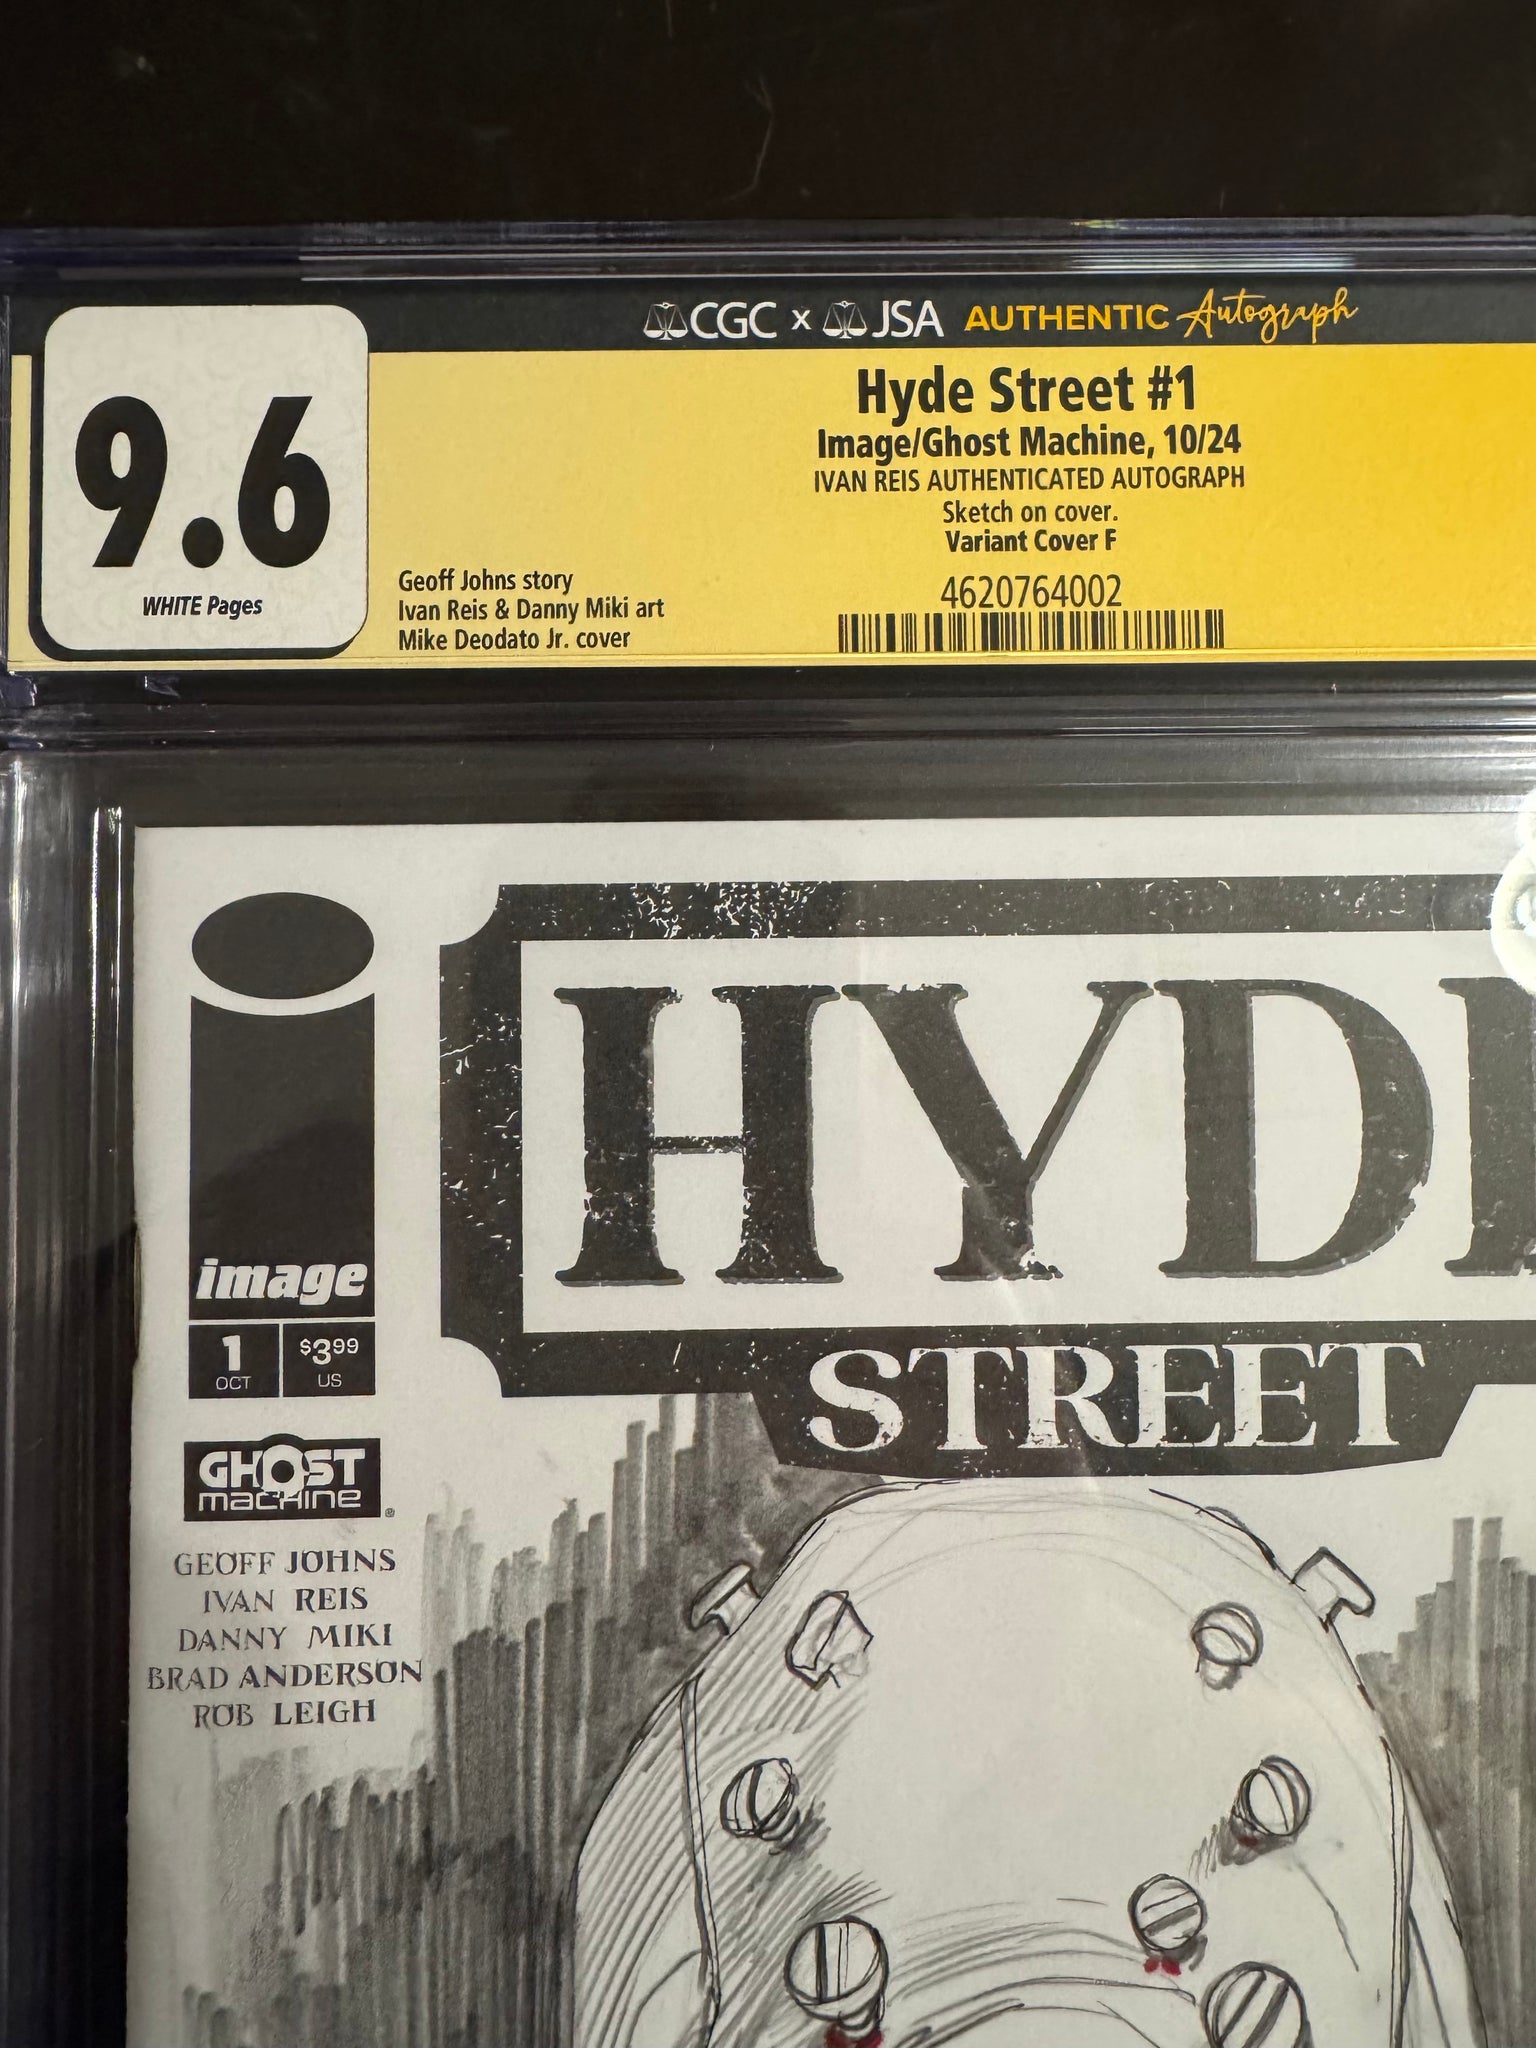 CGC x JSA AUTHENTIC Autograph
9.6
WHITE Pages
Hyde Street #1
Image/Ghost Machine, 10/24
IVAN REIS AUTHENTICATED AUTOGRAPH
Sketch on cover.
Variant Cover F
Geoff Johns story
Ivan Reis & Danny Miki art
Mike Deodato Jr. cover
4620764002
HYDE
STREET
image
1
OCT
$3.99
US
GHOST
machine
GEOFF JOHNS
IVAN REIS
DANNY MIKI
BRAD ANDERSON
ROB LEIGH